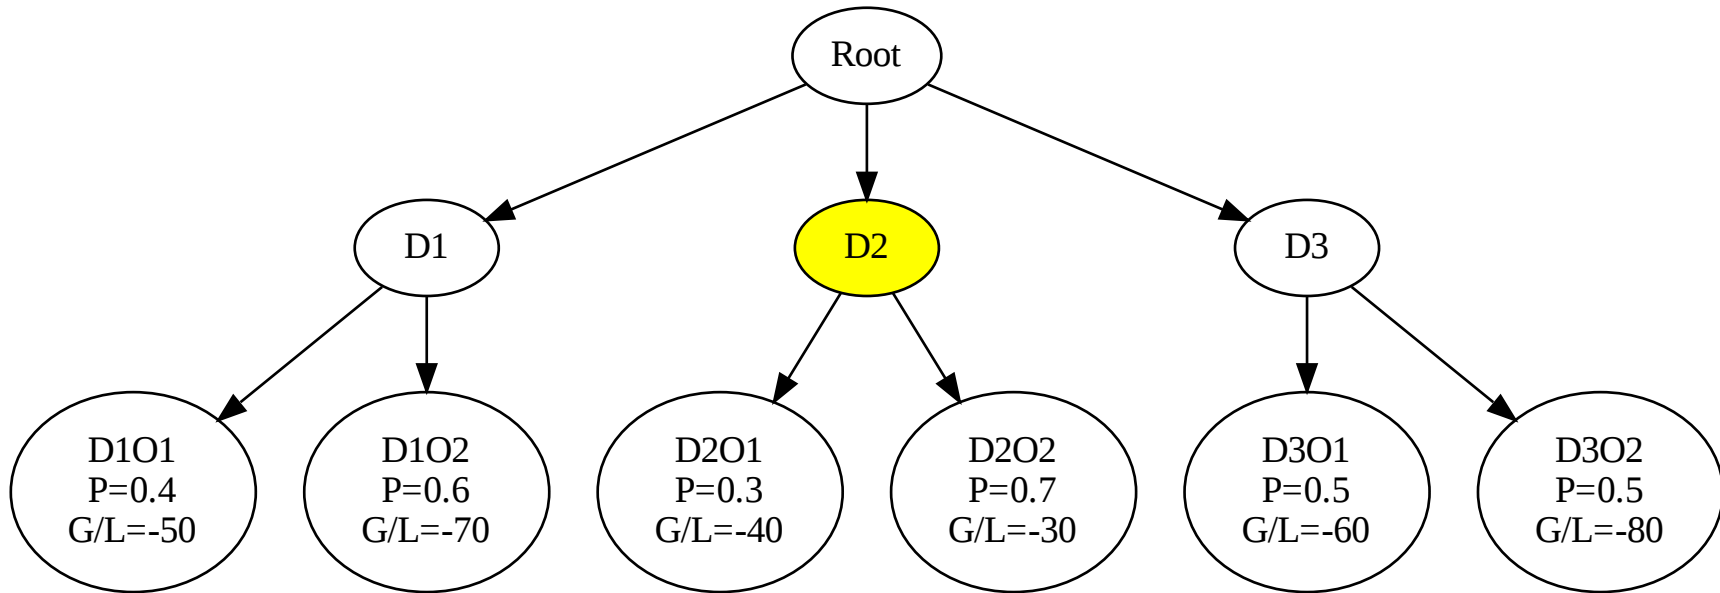 Root
D1
D2
D3
D1O1
P=0.4
G/L=-50
D1O2
P=0.6
G/L=-70
D2O1
P=0.3
G/L=-40
D2O2
P=0.7
G/L=-30
D3O1
P=0.5
G/L=-60
D3O2
P=0.5
G/L=-80